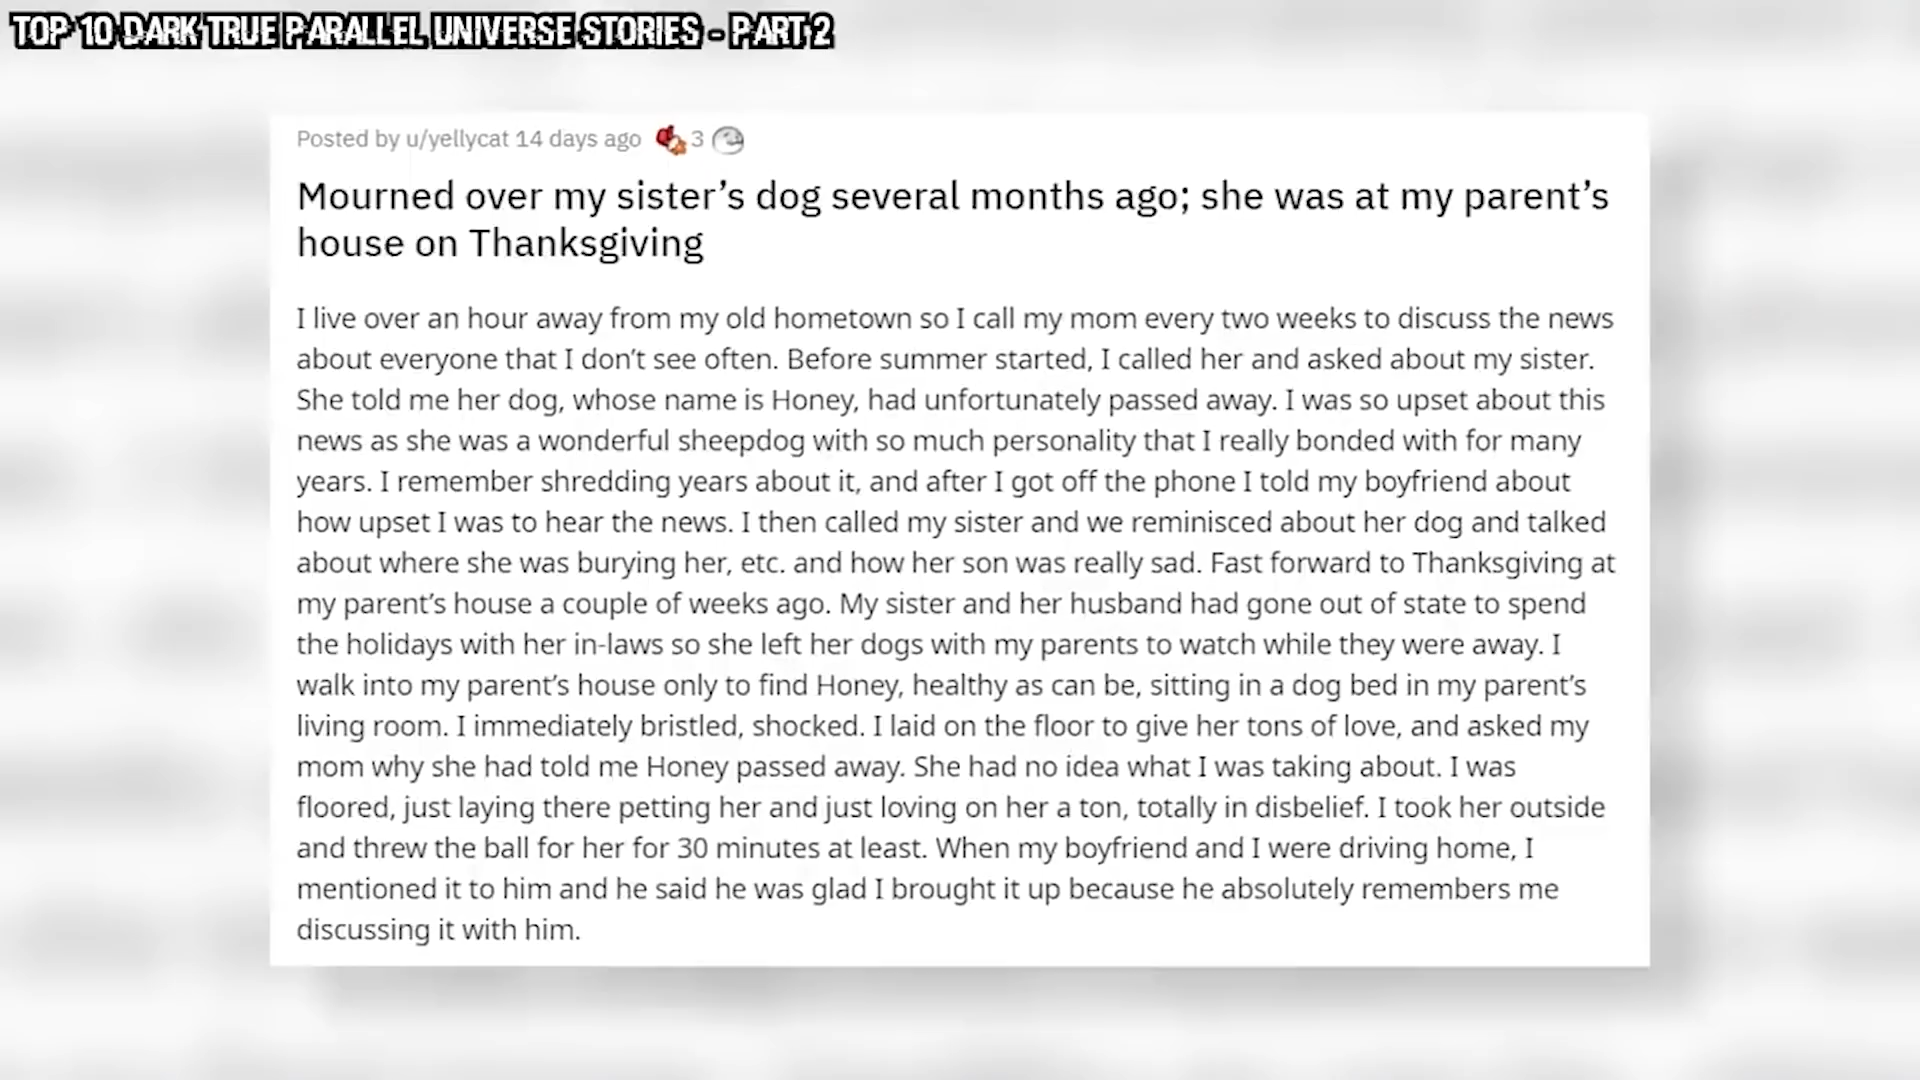 TOP 10 DARK TRUE PARALLEL UNIVERSE STORIES - PART 2
Posted by u/yellycat 14 days ago 3
Mourned over my sister’s dog several months ago; she was at my parent’s
house on Thanksgiving
I live over an hour away from my old hometown so I call my mom every two weeks to discuss the news
about everyone that I don’t see often. Before summer started, I called her and asked about my sister.
She told me her dog, whose name is Honey, had unfortunately passed away. I was so upset about this
news as she was a wonderful sheepdog with so much personality that I really bonded with for many
years. I remember shredding years about it, and after I got off the phone I told my boyfriend about
how upset I was to hear the news. I then called my sister and we reminisced about her dog and talked
about where she was burying her, etc. and how her son was really sad. Fast forward to Thanksgiving at
my parent’s house a couple of weeks ago. My sister and her husband had gone out of state to spend
the holidays with her in-laws so she left her dogs with my parents to watch while they were away. I
walk into my parent’s house only to find Honey, healthy as can be, sitting in a dog bed in my parent’s
living room. I immediately bristled, shocked. I laid on the floor to give her tons of love, and asked my
mom why she had told me Honey passed away. She had no idea what I was taking about. I was
floored, just laying there petting her and just loving on her a ton, totally in disbelief. I took her outside
and threw the ball for her for 30 minutes at least. When my boyfriend and I were driving home, I
mentioned it to him and he said he was glad I brought it up because he absolutely remembers me
discussing it with him.